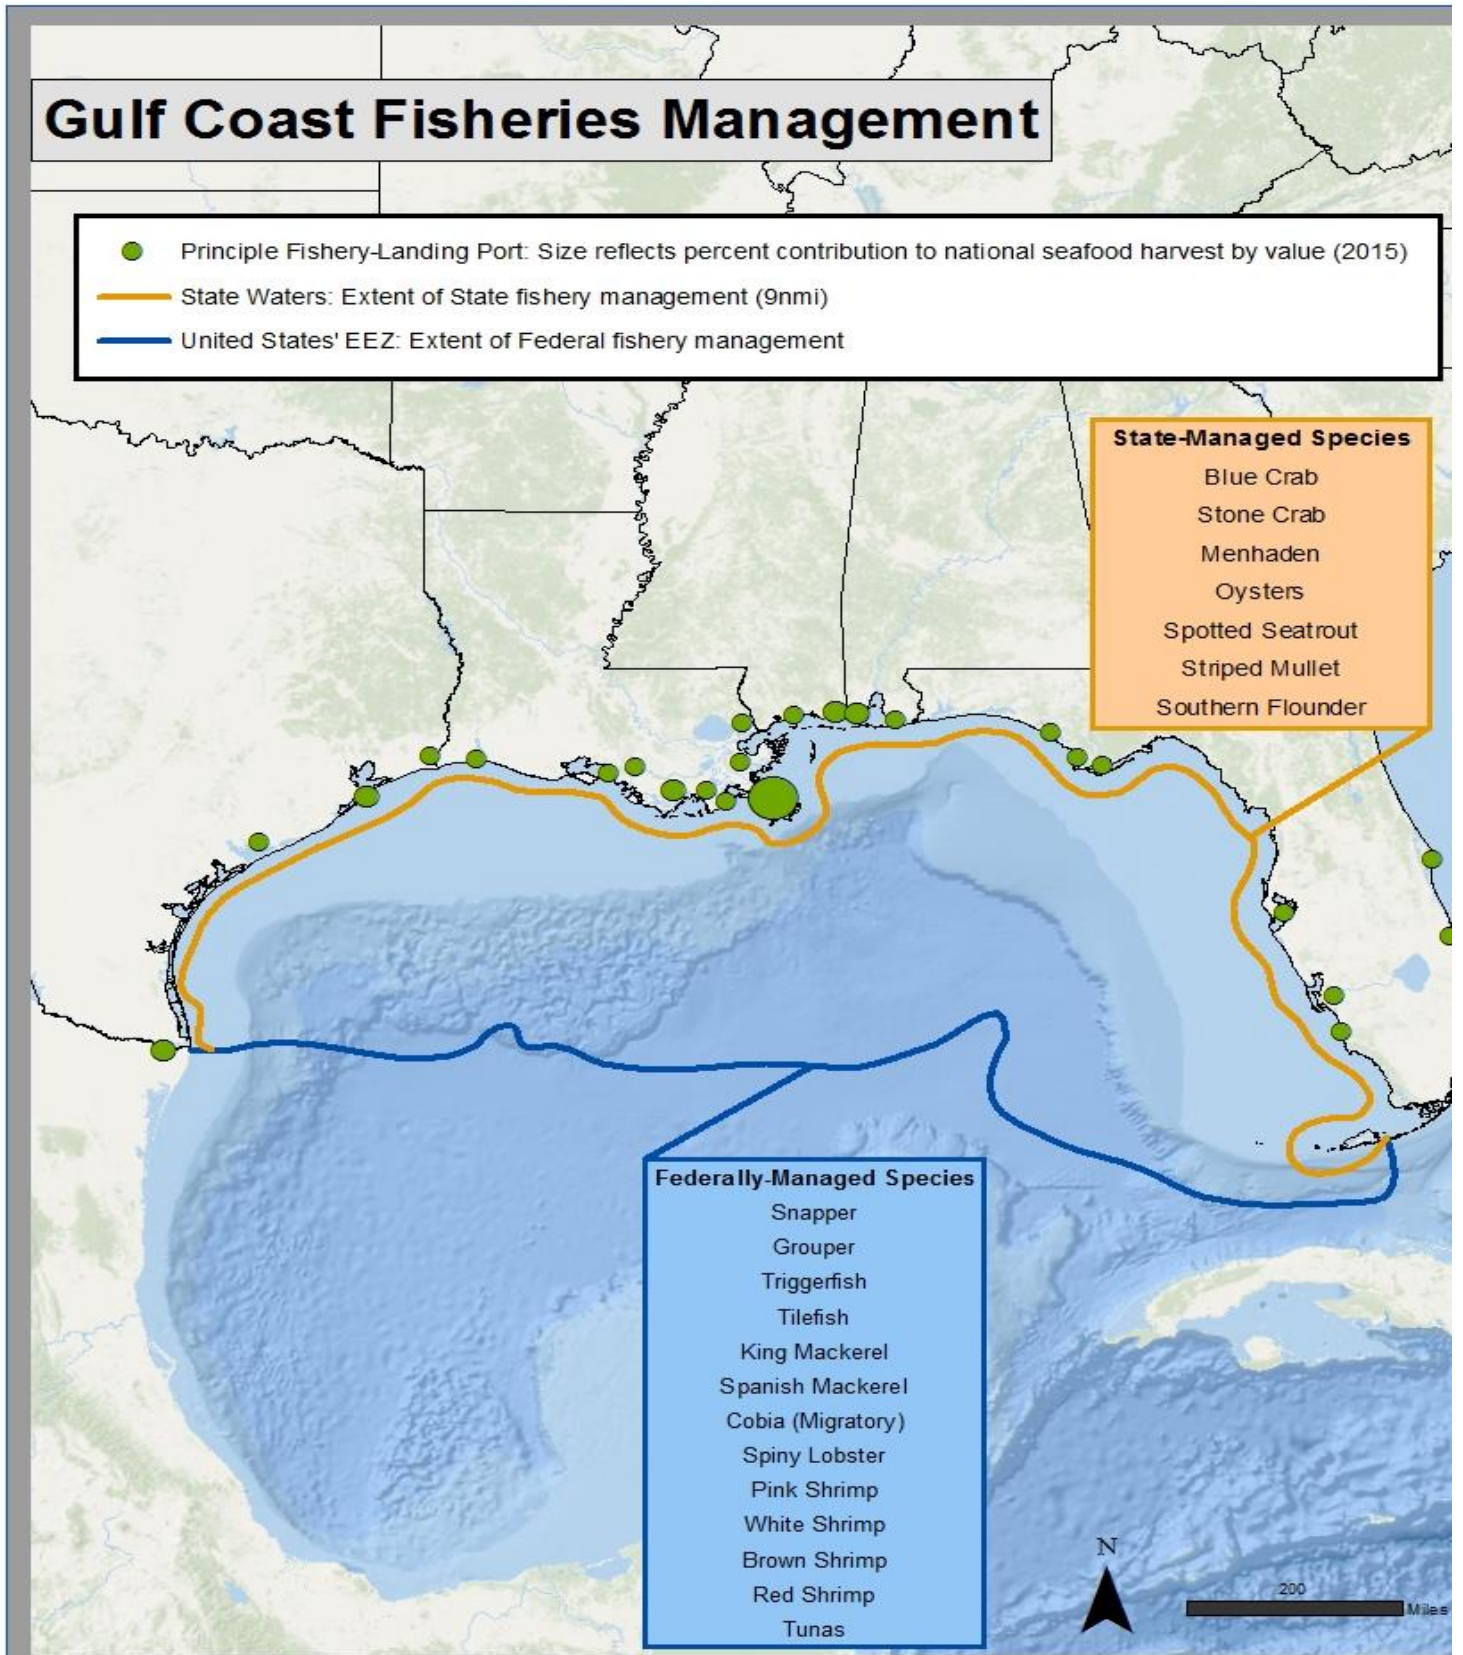 Gulf Coast Fisheries Management
Principle Fishery-Landing Port: Size reflects percent contribution to national seafood harvest by value (2015)
State Waters: Extent of State fishery management (9nmi)
United States' EEZ: Extent of Federal fishery management
State-Managed Species
Blue Crab
Stone Crab
Menhaden
Oysters
Spotted Seatrout
Striped Mullet
Southern Flounder
Federally-Managed Species
Snapper
Grouper
Triggerfish
Tilefish
King Mackerel
Spanish Mackerel
Cobia (Migratory)
Spiny Lobster
Pink Shrimp
White Shrimp
Brown Shrimp
Red Shrimp
Tunas
N
200
Miles